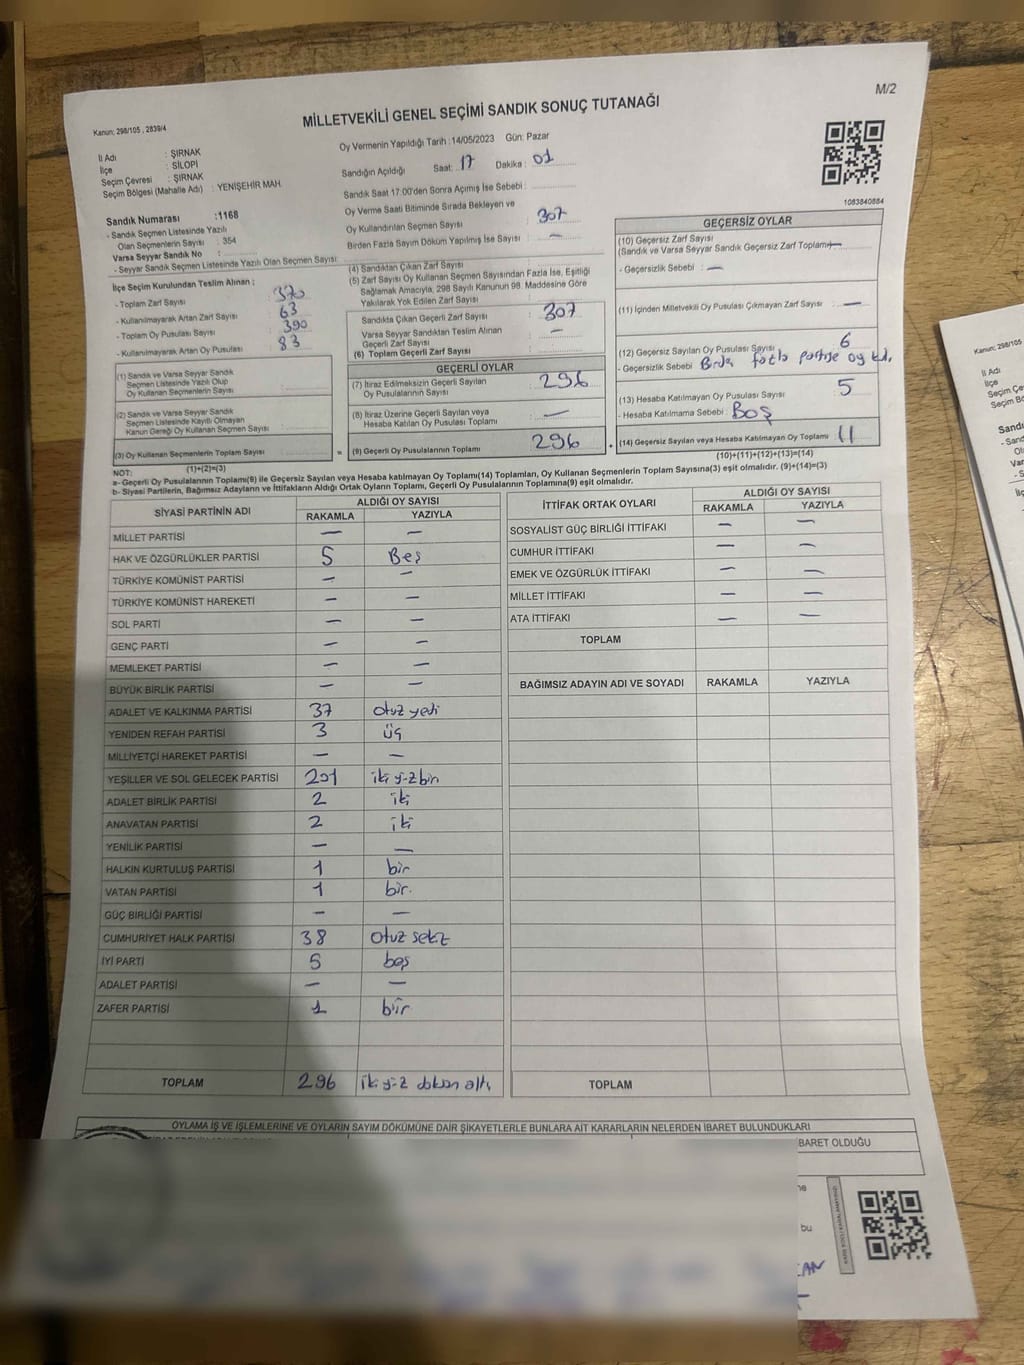 M/2
Kanun; 298/105 , 2839/4
MİLLETVEKİLİ GENEL SEÇİMİ SANDIK SONUÇ TUTANAĞI
İl Adı : ŞIRNAK
İlçe : SİLOPİ
Seçim Çevresi : ŞIRNAK
Seçim Bölgesi (Mahalle Adı) : YENİŞEHİR MAH.
Sandık Numarası :1168
- Sandık Seçmen Listesinde Yazılı
Olan Seçmenlerin Sayısı : 354
Varsa Seyyar Sandık No :
- Seyyar Sandık Seçmen Listesinde Yazılı Olan Seçmen Sayısı
Oy Vermenin Yapıldığı Tarih :14/05/2023 Gün: Pazar
Sandığın Açıldığı Saat: 17 Dakika : 01
Sandık Saat 17:00'den Sonra Açımış İse Sebebi :
Oy Verme Saati Bitiminde Sırada Bekleyen ve
Oy Kullandırılan Seçmen Sayısı 307
Birden Fazla Sayım Döküm Yapılmış İse Sayısı —
1083840884
İlçe Seçim Kurulundan Teslim Alınan ;
- Toplam Zarf Sayısı : 370
- Kullanılmayarak Artan Zarf Sayısı : 63
- Toplam Oy Pusulası Sayısı : 390
- Kullanılmayarak Artan Oy Pusulası : 83
(1) Sandık ve Varsa Seyyar Sandık
Seçmen Listesinde Yazılı Olup
Oy Kullanan Seçmenlerin Sayısı :
(2) Sandık ve Varsa Seyyar Sandık
Seçmen Listesinde Kayıtlı Olmayan
Kanun Gereği Oy Kullanan Seçmen Sayısı :
(3) Oy Kullanan Seçmenlerin Toplam Sayısı :
(4) Sandıktan Çıkan Zarf Sayısı
(5) Zarf Sayısı Oy Kullanan Seçmen Sayısından Fazla İse, Eşitliği
Sağlamak Amacıyla, 298 Sayılı Kanunun 98. Maddesine Göre
Yakılarak Yok Edilen Zarf Sayısı :
Sandıkta Çıkan Geçerli Zarf Sayısı : 307
Varsa Seyyar Sandıktan Teslim Alınan
Geçerli Zarf Sayısı : —
(6) Toplam Geçerli Zarf Sayısı :
GEÇERLİ OYLAR
(7) İtiraz Edilmeksizin Geçerli Sayılan
Oy Pusulasının Sayısı : 296
(8) İtiraz Üzerine Geçerli Sayılan veya
Hesaba Katılan Oy Pusulası Toplamı : —
= (9) Geçerli Oy Pusulalarının Toplamı : 296 +
GEÇERSİZ OYLAR
(10) Geçersiz Zarf Sayısı
(Sandık ve Varsa Seyyar Sandık Geçersiz Zarf Toplamı) —
- Geçersizlik Sebebi : —
(11) İçinden Milletvekili Oy Pusulası Çıkmayan Zarf Sayısı : —
(12) Geçersiz Sayılan Oy Pusulası Sayısı : 6
- Geçersizlik Sebebi : Birden fazla partiye oy
(13) Hesaba Katılmayan Oy Pusulası Sayısı : 5
- Hesaba Katılmama Sebebi : Boş
(14) Geçersiz Sayılan veya Hesaba Katılmayan Oy Toplamı : 11
(1)+(2)=(3)
(10)+(11)+(12)+(13)=(14)
NOT:
a- Geçerli Oy Pusulalarının Toplamı(9) ile Geçersiz Sayılan veya Hesaba katılmayan Oy Toplamı(14) Toplamları, Oy Kullanan Seçmenlerin Toplam Sayısına(3) eşit olmalıdır. (9)+(14)=(3)
b- Siyasi Partilerin, Bağımsız Adayların ve İttifakların Aldığı Ortak Oyların Toplamı, Geçerli Oy Pusulalarının Toplamına(9) eşit olmalıdır.
SİYASİ PARTİNİN ADI ALDIĞI OY SAYISI
RAKAMLA YAZIYLA
MİLLET PARTİSİ — —
HAK VE ÖZGÜRLÜKLER PARTİSİ 5 Beş
TÜRKİYE KOMÜNİST PARTİSİ — —
TÜRKİYE KOMÜNİST HAREKETİ — —
SOL PARTİ — —
GENÇ PARTİ — —
MEMLEKET PARTİSİ — —
BÜYÜK BİRLİK PARTİSİ — —
ADALET VE KALKINMA PARTİSİ 37 otuz yedi
YENİDEN REFAH PARTİSİ 3 üç
MİLLİYETÇİ HAREKET PARTİSİ — —
YEŞİLLER VE SOL GELECEK PARTİSİ 201 iki yüz bir
ADALET BİRLİK PARTİSİ 2 iki
ANAVATAN PARTİSİ 2 iki
YENİLİK PARTİSİ — —
HALKIN KURTULUŞ PARTİSİ 1 bir
VATAN PARTİSİ 1 bir.
GÜÇ BİRLİĞİ PARTİSİ — —
CUMHURİYET HALK PARTİSİ 38 otuz sekiz
İYİ PARTİ 5 beş
ADALET PARTİSİ — —
ZAFER PARTİSİ 1 bir
TOPLAM 296 iki yüz doksan altı
İTTİFAK ORTAK OYLARI ALDIĞI OY SAYISI
RAKAMLA YAZIYLA
SOSYALİST GÜÇ BİRLİĞİ İTTİFAKI — —
CUMHUR İTTİFAKI — —
EMEK VE ÖZGÜRLÜK İTTİFAKI — —
MİLLET İTTİFAKI — —
ATA İTTİFAKI — —
TOPLAM
BAĞIMSIZ ADAYIN ADI VE SOYADI RAKAMLA YAZIYLA
TOPLAM
OYLAMA İŞ VE İŞLEMLERİNE VE OYLARIN SAYIM DÖKÜMÜNE DAİR ŞİKAYETLERLE BUNLARA AİT KARARLARIN NELERDEN İBARET BULUNDUKLARI
BARET OLDUĞU
bu
Kanun; 298/105
İl Adı
İlçe